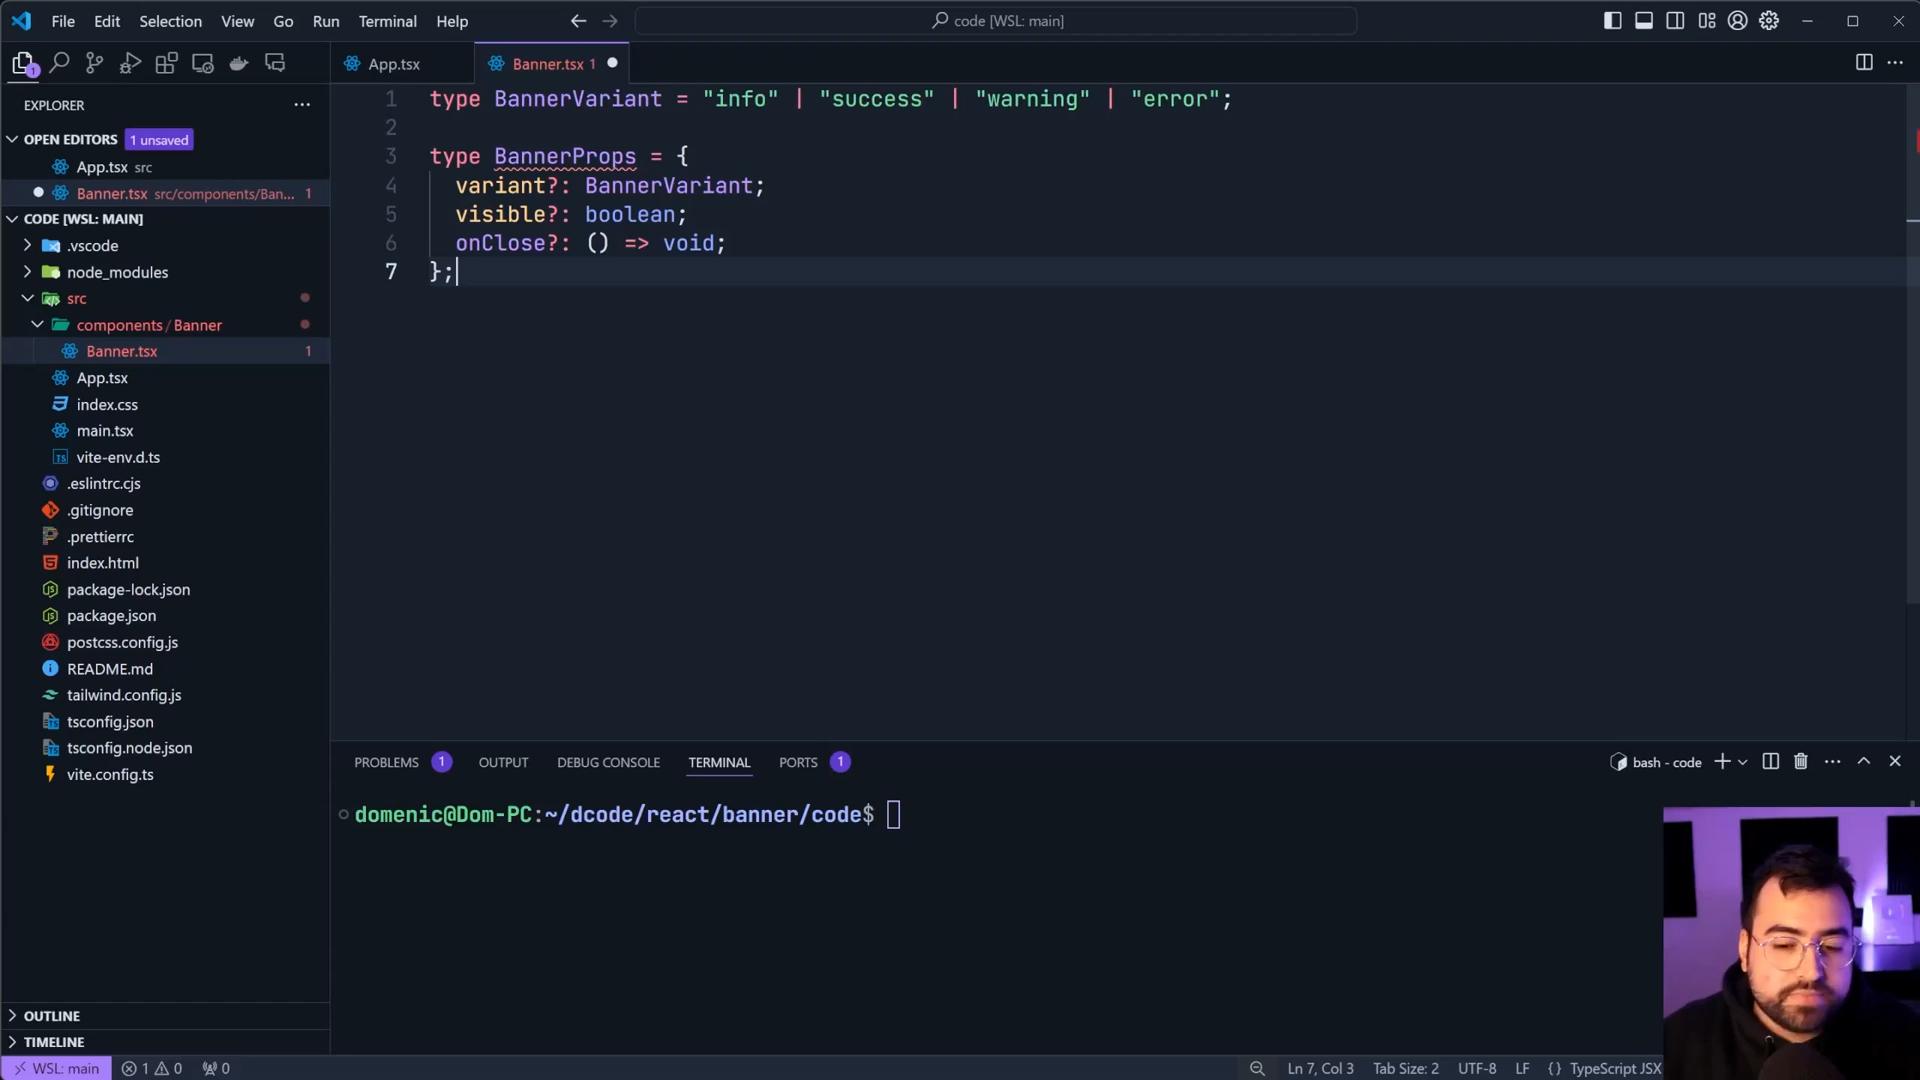 File Edit Selection View Go Run Terminal Help
code [WSL: main]
1
App.tsx
Banner.tsx 1
EXPLORER
OPEN EDITORS 1 unsaved
App.tsx src
Banner.tsx src/components/Ban... 1
CODE [WSL: MAIN]
.vscode
node_modules
src
components / Banner
Banner.tsx 1
App.tsx
index.css
main.tsx
vite-env.d.ts
.eslintrc.cjs
.gitignore
.prettierrc
index.html
package-lock.json
package.json
postcss.config.js
README.md
tailwind.config.js
tsconfig.json
tsconfig.node.json
vite.config.ts
OUTLINE
TIMELINE
1 type BannerVariant = "info" | "success" | "warning" | "error";
2
3 type BannerProps = {
4 variant?: BannerVariant;
5 visible?: boolean;
6 onClose?: () => void;
7 };
PROBLEMS 1 OUTPUT DEBUG CONSOLE TERMINAL PORTS 1
bash - code
domenic@Dom-PC:~/dcode/react/banner/code$
WSL: main 1 0 0
Ln 7, Col 3 Tab Size: 2 UTF-8 LF {} TypeScript JSX